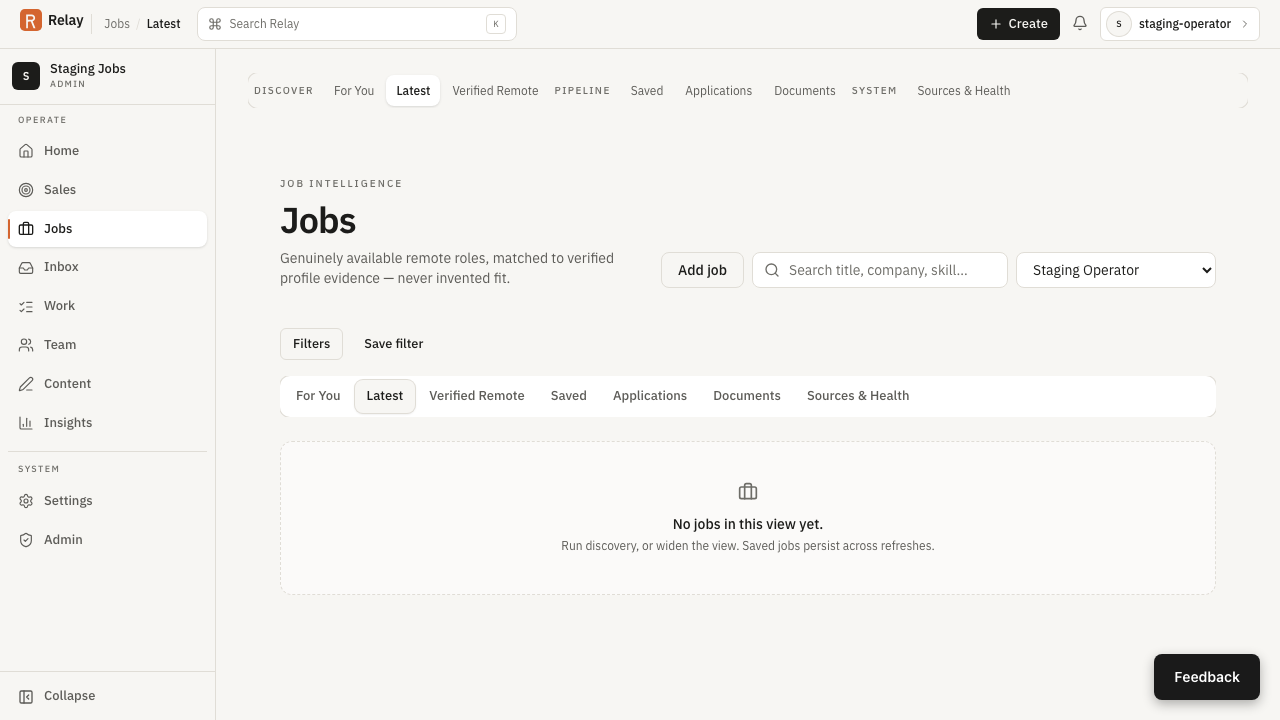 Relay
Jobs / Latest
Search Relay
K
Create
S
staging-operator
S
Staging Jobs
ADMIN
OPERATE
Home
Sales
Jobs
Inbox
Work
Team
Content
Insights
SYSTEM
Settings
Admin
Collapse
DISCOVER For You Latest Verified Remote PIPELINE Saved Applications Documents SYSTEM Sources & Health
JOB INTELLIGENCE
Jobs
Genuinely available remote roles, matched to verified
profile evidence — never invented fit.
Add job
Search title, company, skill...
Staging Operator
Filters
Save filter
For You Latest Verified Remote Saved Applications Documents Sources & Health
No jobs in this view yet.
Run discovery, or widen the view. Saved jobs persist across refreshes.
Feedback